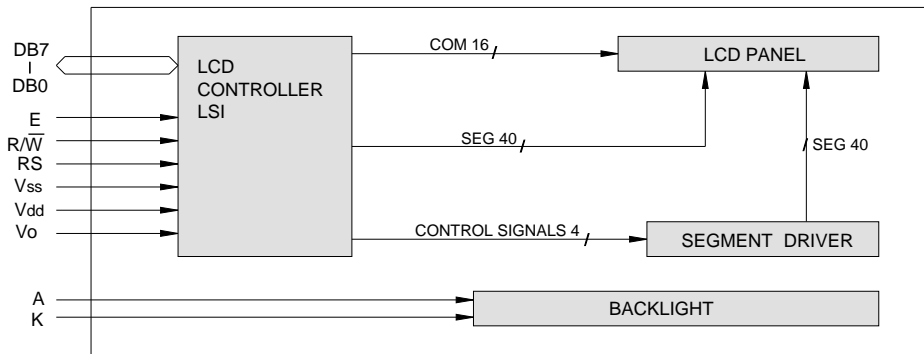 DB7
DB0
E
R/W̅
RS
Vss
Vdd
Vo
A
K
LCD
CONTROLLER
LSI
COM 16
SEG 40
CONTROL SIGNALS 4
LCD PANEL
SEG 40
SEGMENT DRIVER
BACKLIGHT